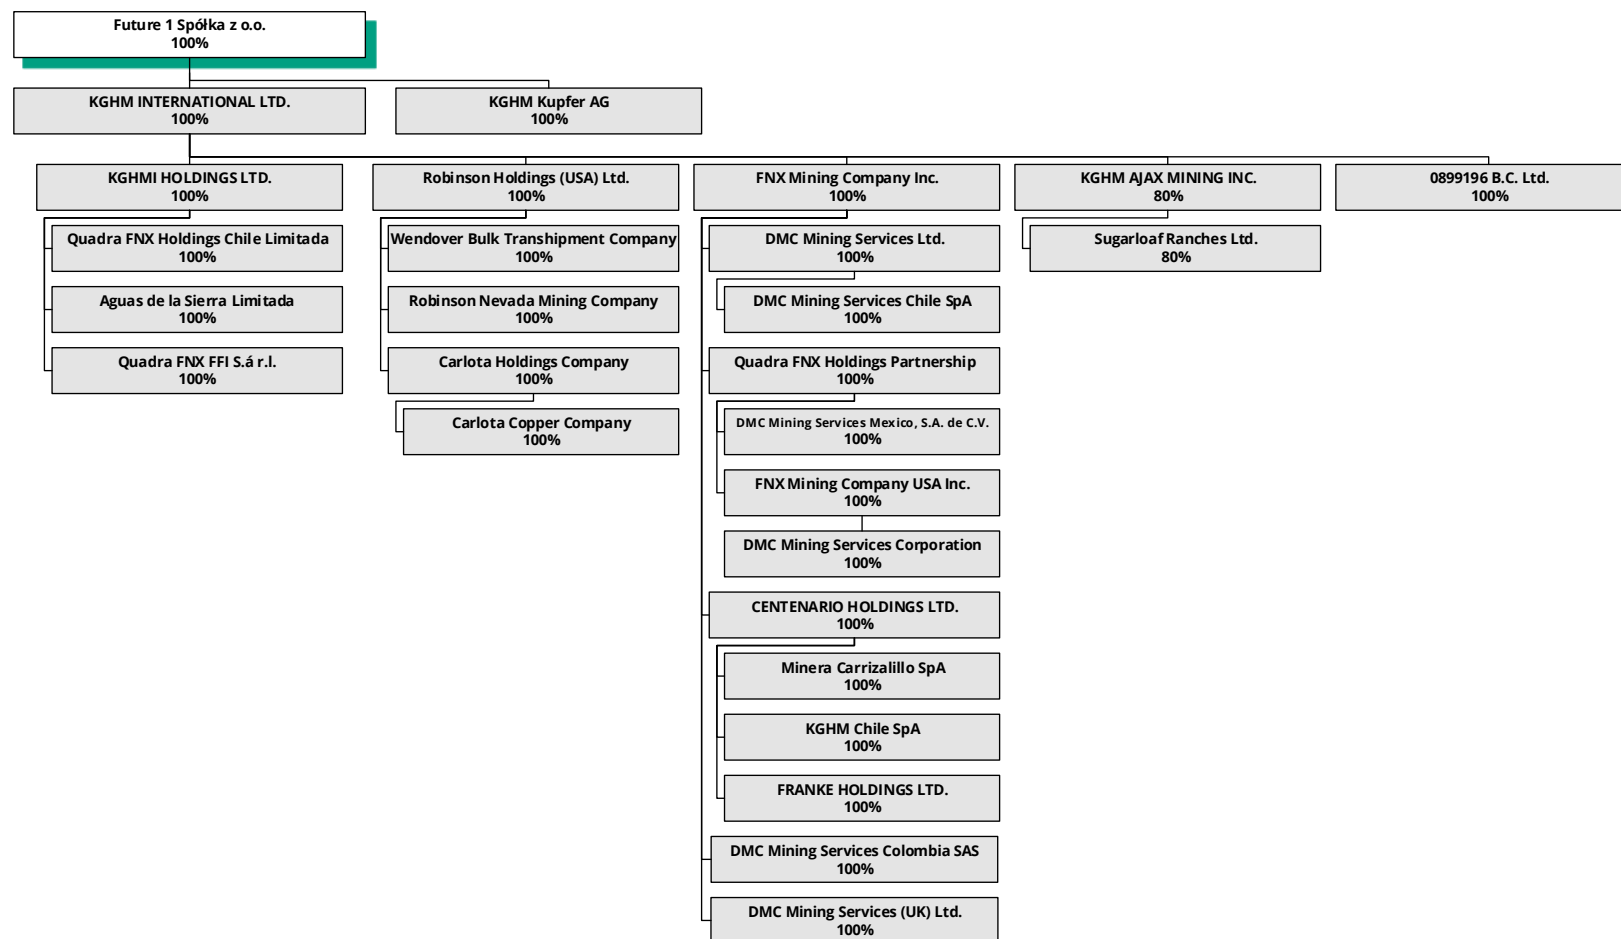 Future 1 Spółka z o.o.
100%
KGHM INTERNATIONAL LTD.
100%
KGHM Kupfer AG
100%
KGHMI HOLDINGS LTD.
100%
Robinson Holdings (USA) Ltd.
100%
FNX Mining Company Inc.
100%
KGHM AJAX MINING INC.
80%
0899196 B.C. Ltd.
100%
Quadra FNX Holdings Chile Limitada
100%
Aguas de la Sierra Limitada
100%
Quadra FNX FFI S.á r.l.
100%
Wendover Bulk Transhipment Company
100%
Robinson Nevada Mining Company
100%
Carlota Holdings Company
100%
Carlota Copper Company
100%
DMC Mining Services Ltd.
100%
DMC Mining Services Chile SpA
100%
Quadra FNX Holdings Partnership
100%
DMC Mining Services Mexico, S.A. de C.V.
100%
FNX Mining Company USA Inc.
100%
DMC Mining Services Corporation
100%
CENTENARIO HOLDINGS LTD.
100%
Minera Carrizalillo SpA
100%
KGHM Chile SpA
100%
FRANKE HOLDINGS LTD.
100%
DMC Mining Services Colombia SAS
100%
DMC Mining Services (UK) Ltd.
100%
Sugarloaf Ranches Ltd.
80%